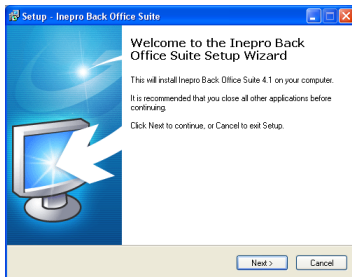 Setup - Inepro Back Office Suite
Welcome to the Inepro Back
Office Suite Setup Wizard
This will install Inepro Back Office Suite 4.1 on your computer.
It is recommended that you close all other applications before
continuing.
Click Next to continue, or Cancel to exit Setup.
Next >
Cancel